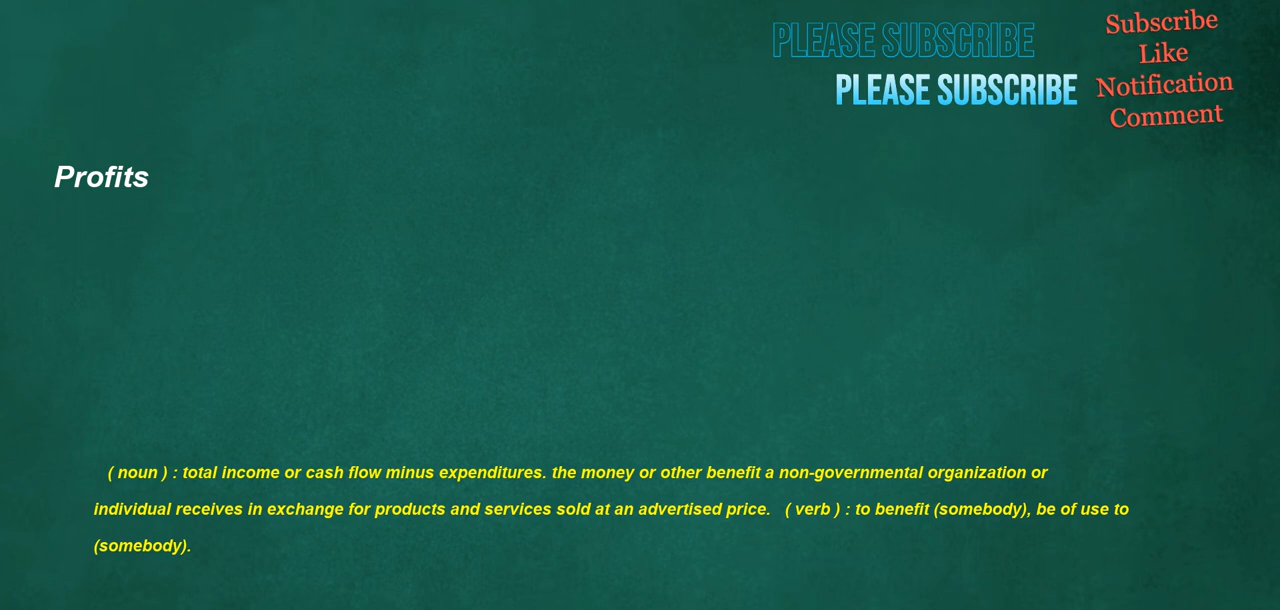 PLEASE SUBSCRIBE
PLEASE SUBSCRIBE
Subscribe
Like
Notification
Comment
Profits
( noun ) : total income or cash flow minus expenditures. the money or other benefit a non-governmental organization or
individual receives in exchange for products and services sold at an advertised price. ( verb ) : to benefit (somebody), be of use to
(somebody).